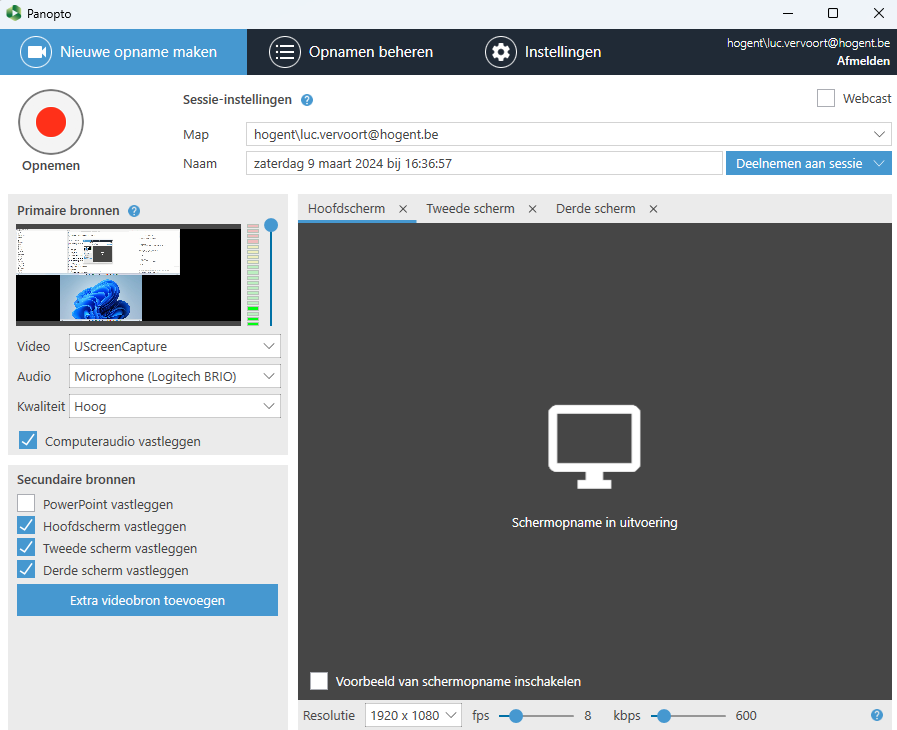 Panopto
Nieuwe opname maken
Opnamen beheren
Instellingen
hogent\luc.vervoort@hogent.be
Afmelden
Opnemen
Sessie-instellingen ?
Webcast
Map hogent\luc.vervoort@hogent.be
Naam zaterdag 9 maart 2024 bij 16:36:57 Deelnemen aan sessie
Primaire bronnen ?
Video UScreenCapture
Audio Microphone (Logitech BRIO)
Kwaliteit Hoog
Computeraudio vastleggen
Secundaire bronnen
PowerPoint vastleggen
Hoofdscherm vastleggen
Tweede scherm vastleggen
Derde scherm vastleggen
Extra videobron toevoegen
Hoofdscherm Tweede scherm Derde scherm
Schermopname in uitvoering
Voorbeeld van schermopname inschakelen
Resolutie 1920 x 1080 fps 8 kbps 600 ?